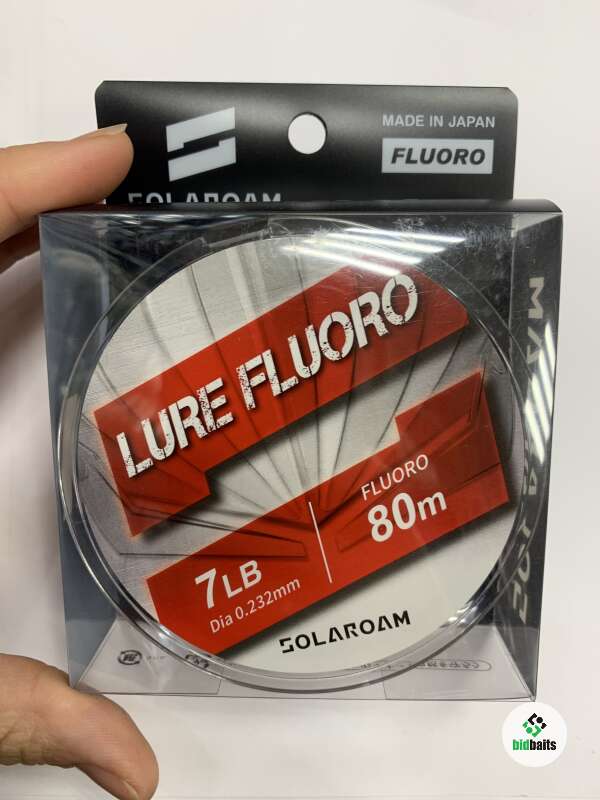 MADE IN JAPAN
FLUORO
SOLAROAM
LURE FLUORO
FLUORO
80m
7LB
Dia 0.232mm
SOLAROAM
bidbaits